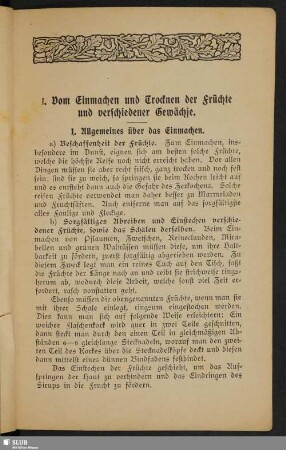 I. Vom Einmachen und Trocknen der Früchte
und verschiedener Gewächse.
1. Allgemeines über das Einmachen.
a) Beschaffenheit der Früchte. Zum Einmachen, ins-
besondere im Dunst, eignen sich am besten solche Früchte,
welche die höchste Reife noch nicht erreicht haben. Vor allen
Dingen müssen sie aber recht frisch, ganz trocken und noch fest
sein. Sind sie zu weich, so springen sie beim Kochen leicht auf
und es entsteht dann auch die Gefahr des Zerkochens. Solche
reifen Früchte verwendet man daher besser zu Marmeladen
und Fruchtsäften. Auch entferne man auf das sorgfältigste
alles Faulige und Fleckige.
b) Sorgfältiges Abreiben und Einstechen verschie-
dener Früchte, sowie das Schälen derselben. Beim Ein-
machen von Pflaumen, Zwetschen, Reineclauden, Mira-
bellen und grünen Walnüssen müssen diese, um ihre Halt-
barkeit zu fördern, zuerst sorgfältig abgerieben werden. Zu
diesem Zweck legt man ein reines Tuch auf den Tisch, faßt
die Früchte der Länge nach an und reibt sie strichweise rings-
herum ab, wodurch diese Arbeit, welche sonst viel Zeit er-
fordert, rasch vonstatten geht.
Ebenso müssen die obengenannten Früchte, wenn man sie
mit ihrer Schale einlegt, ringsum eingestochen werden.
Dies kann man sich auf folgende Weise erleichtern: Ein
weicher Flaschenkork wird quer in zwei Teile geschnitten,
dann steckt man durch den einen Teil in gleichmäßigen Ab-
ständen 6–8 gleichlange Stecknadeln, worauf man den zwei-
ten Teil des Korkes über die Stecknadelköpfe deckt und diesen
dann mittelst eines dünnen Bindfadens festbindet.
Das Einstechen der Früchte geschieht, um das Auf-
springen der Haut zu verhindern und das Eindringen des
Sirups in die Frucht zu fördern.
SLUB